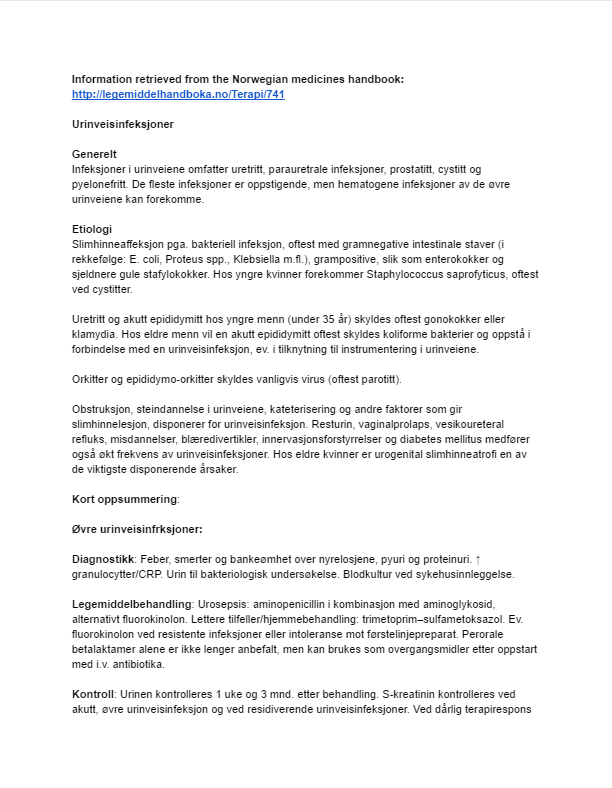 Information retrieved from the Norwegian medicines handbook:
http://legemiddelhandboka.no/Terapi/741
Urinveisinfeksjoner
Generelt
Infeksjoner i urinveiene omfatter uretritt, parauretrale infeksjoner, prostatitt, cystitt og
pyelonefritt. De fleste infeksjoner er oppstigende, men hematogene infeksjoner av de øvre
urinveiene kan forekomme.
Etiologi
Slimhinneaffeksjon pga. bakteriell infeksjon, oftest med gramnegative intestinale staver (i
rekkefølge: E. coli, Proteus spp., Klebsiella m.fl.), grampositive, slik som enterokokker og
sjeldnere gule stafylokokker. Hos yngre kvinner forekommer Staphylococcus saprofyticus, oftest
ved cystitter.
Uretritt og akutt epididymitt hos yngre menn (under 35 år) skyldes oftest gonokokker eller
klamydia. Hos eldre menn vil en akutt epididymitt oftest skyldes koliforme bakterier og oppstå i
forbindelse med en urinveisinfeksjon, ev. i tilknytning til instrumentering i urinveiene.
Orkitter og epididymo-orkitter skyldes vanligvis virus (oftest parotitt).
Obstruksjon, steindannelse i urinveiene, kateterisering og andre faktorer som gir
slimhinnelesjon, disponerer for urinveisinfeksjon. Resturin, vaginalprolaps, vesikoureteral
refluks, misdannelser, blæredivertikler, innervasjonsforstyrrelser og diabetes mellitus medfører
også økt frekvens av urinveisinfeksjoner. Hos eldre kvinner er urogenital slimhinneatrofi en av
de viktigste disponerende årsaker.
Kort oppsummering:
Øvre urinveisinfrksjoner:
Diagnostikk: Feber, smerter og bankeømhet over nyrelosjene, pyuri og proteinuri. ↑
granulocytter/CRP. Urin til bakteriologisk undersøkelse. Blodkultur ved sykehusinnleggelse.
Legemiddelbehandling: Urosepsis: aminopenicillin i kombinasjon med aminoglykosid,
alternativt fluorokinolon. Lettere tilfeller/hjemmebehandling: trimetoprim–sulfametoksazol. Ev.
fluorokinolon ved resistente infeksjoner eller intoleranse mot førstelinjepreparat. Perorale
betalaktamer alene er ikke lenger anbefalt, men kan brukes som overgangsmidler etter oppstart
med i.v. antibiotika.
Kontroll: Urinen kontrolleres 1 uke og 3 mnd. etter behandling. S-kreatinin kontrolleres ved
akutt, øvre urinveisinfeksjon og ved residiverende urinveisinfeksjoner. Ved dårlig terapirespons